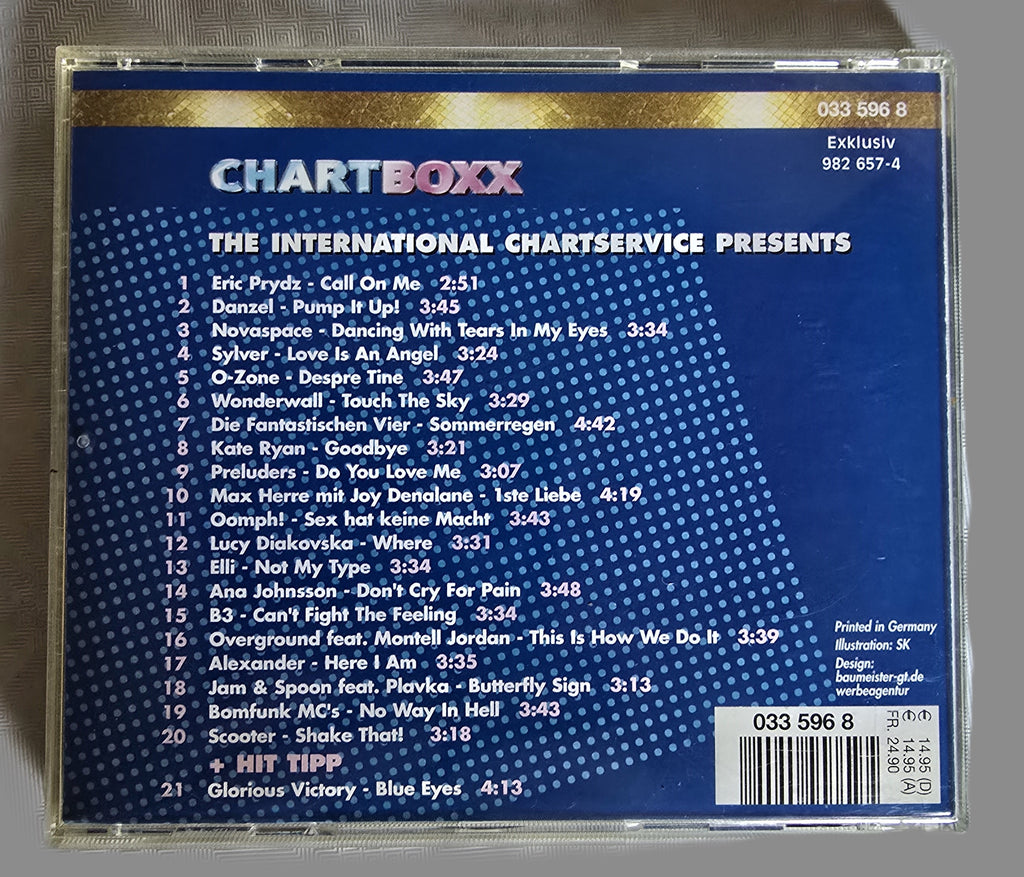 033 596 8
Exklusiv
982 657-4
CHARTBOXX
THE INTERNATIONAL CHARTSERVICE PRESENTS
1 Eric Prydz - Call On Me 2:51
2 Danzel - Pump It Up! 3:45
3 Novaspace - Dancing With Tears In My Eyes 3:34
4 Sylver - Love Is An Angel 3:24
5 O-Zone - Despre Tine 3:47
6 Wonderwall - Touch The Sky 3:29
7 Die Fantastischen Vier - Sommerregen 4:42
8 Kate Ryan - Goodbye 3:21
9 Preluders - Do You Love Me 3:07
10 Max Herre mit Joy Denalane - 1ste Liebe 4:19
11 Oomph! - Sex hat keine Macht 3:43
12 Lucy Diakovska - Where 3:31
13 Elli - Not My Type 3:34
14 Ana Johnsson - Don't Cry For Pain 3:48
15 B3 - Can't Fight The Feeling 3:34
16 Overground feat. Montell Jordan - This Is How We Do It 3:39
17 Alexander - Here I Am 3:35
18 Jam & Spoon feat. Plavka - Butterfly Sign 3:13
19 Bomfunk MC's - No Way In Hell 3:43
20 Scooter - Shake That! 3:18
+ HIT TIPP
21 Glorious Victory - Blue Eyes 4:13
Printed in Germany
Illustration: SK
Design:
baumeister-gt.de
werbeagentur
033 596 8
€ 14.95 (D)
€ 14.95 (A)
FR. 24.90